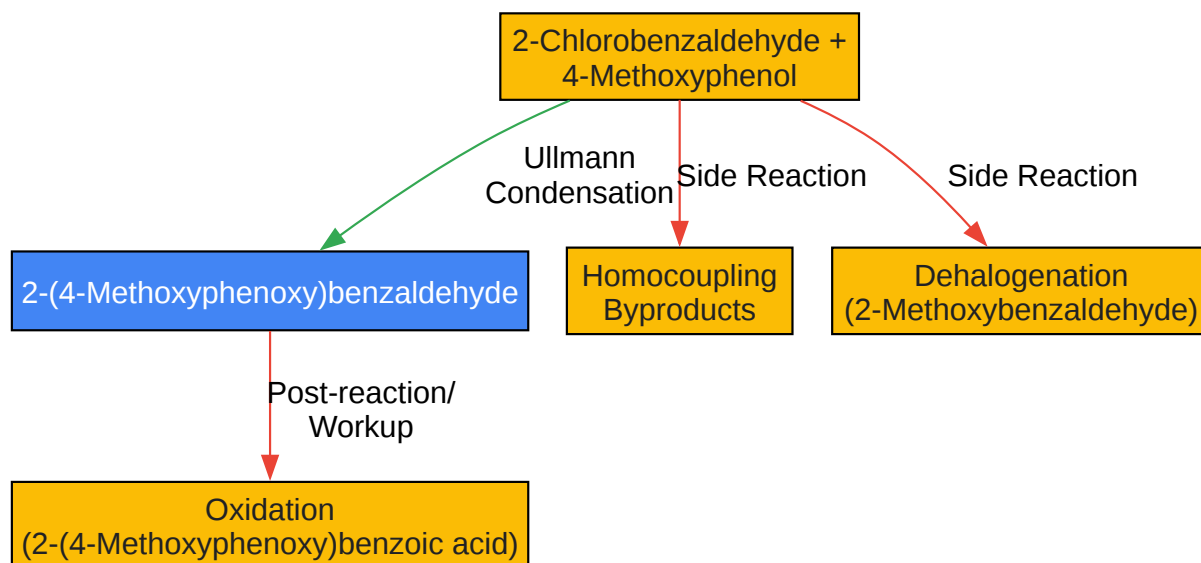 2-Chlorobenzaldehyde +
4-Methoxyphenol
Ullmann
Condensation
Side Reaction
Side Reaction
2-(4-Methoxyphenoxy)benzaldehyde
Homocoupling
Byproducts
Dehalogenation
(2-Methoxybenzaldehyde)
Post-reaction/
Workup
Oxidation
(2-(4-Methoxyphenoxy)benzoic acid)